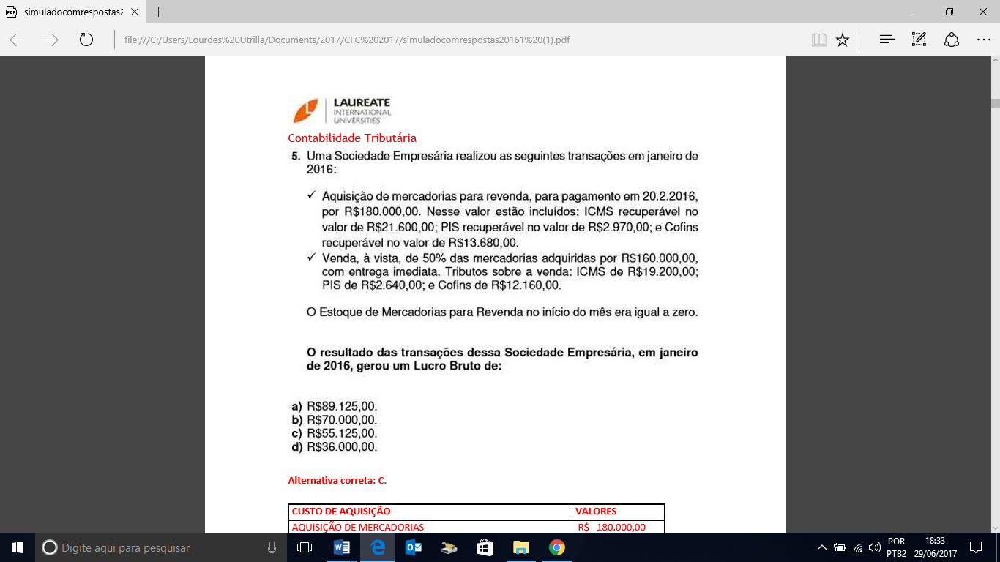 simuladocomrespostas2
file:///C:/Users/Lourdes%20Utrilla/Documents/2017/CFC%202017/simuladocomrespostas20161%20(1).pdf
LAUREATE
INTERNATIONAL
UNIVERSITIES
Contabilidade Tributária
5. Uma Sociedade Empresária realizou as seguintes transações em janeiro de
2016:
✓ Aquisição de mercadorias para revenda, para pagamento em 20.2.2016,
por R$180.000,00. Nesse valor estão incluídos: ICMS recuperável no
valor de R$21.600,00; PIS recuperável no valor de R$2.970,00; e Cofins
recuperável no valor de R$13.680,00.
✓ Venda, à vista, de 50% das mercadorias adquiridas por R$160.000,00,
com entrega imediata. Tributos sobre a venda: ICMS de R$19.200,00;
PIS de R$2.640,00; e Cofins de R$12.160,00.
O Estoque de Mercadorias para Revenda no início do mês era igual a zero.
O resultado das transações dessa Sociedade Empresária, em janeiro
de 2016, gerou um Lucro Bruto de:
a) R$89.125,00.
b) R$70.000,00.
c) R$55.125,00.
d) R$36.000,00.
Alternativa correta: C.
CUSTO DE AQUISIÇÃO VALORES
AQUISIÇÃO DE MERCADORIAS R$ 180.000,00
Digite aqui para pesquisar
POR 18:33
PTB2 29/06/2017